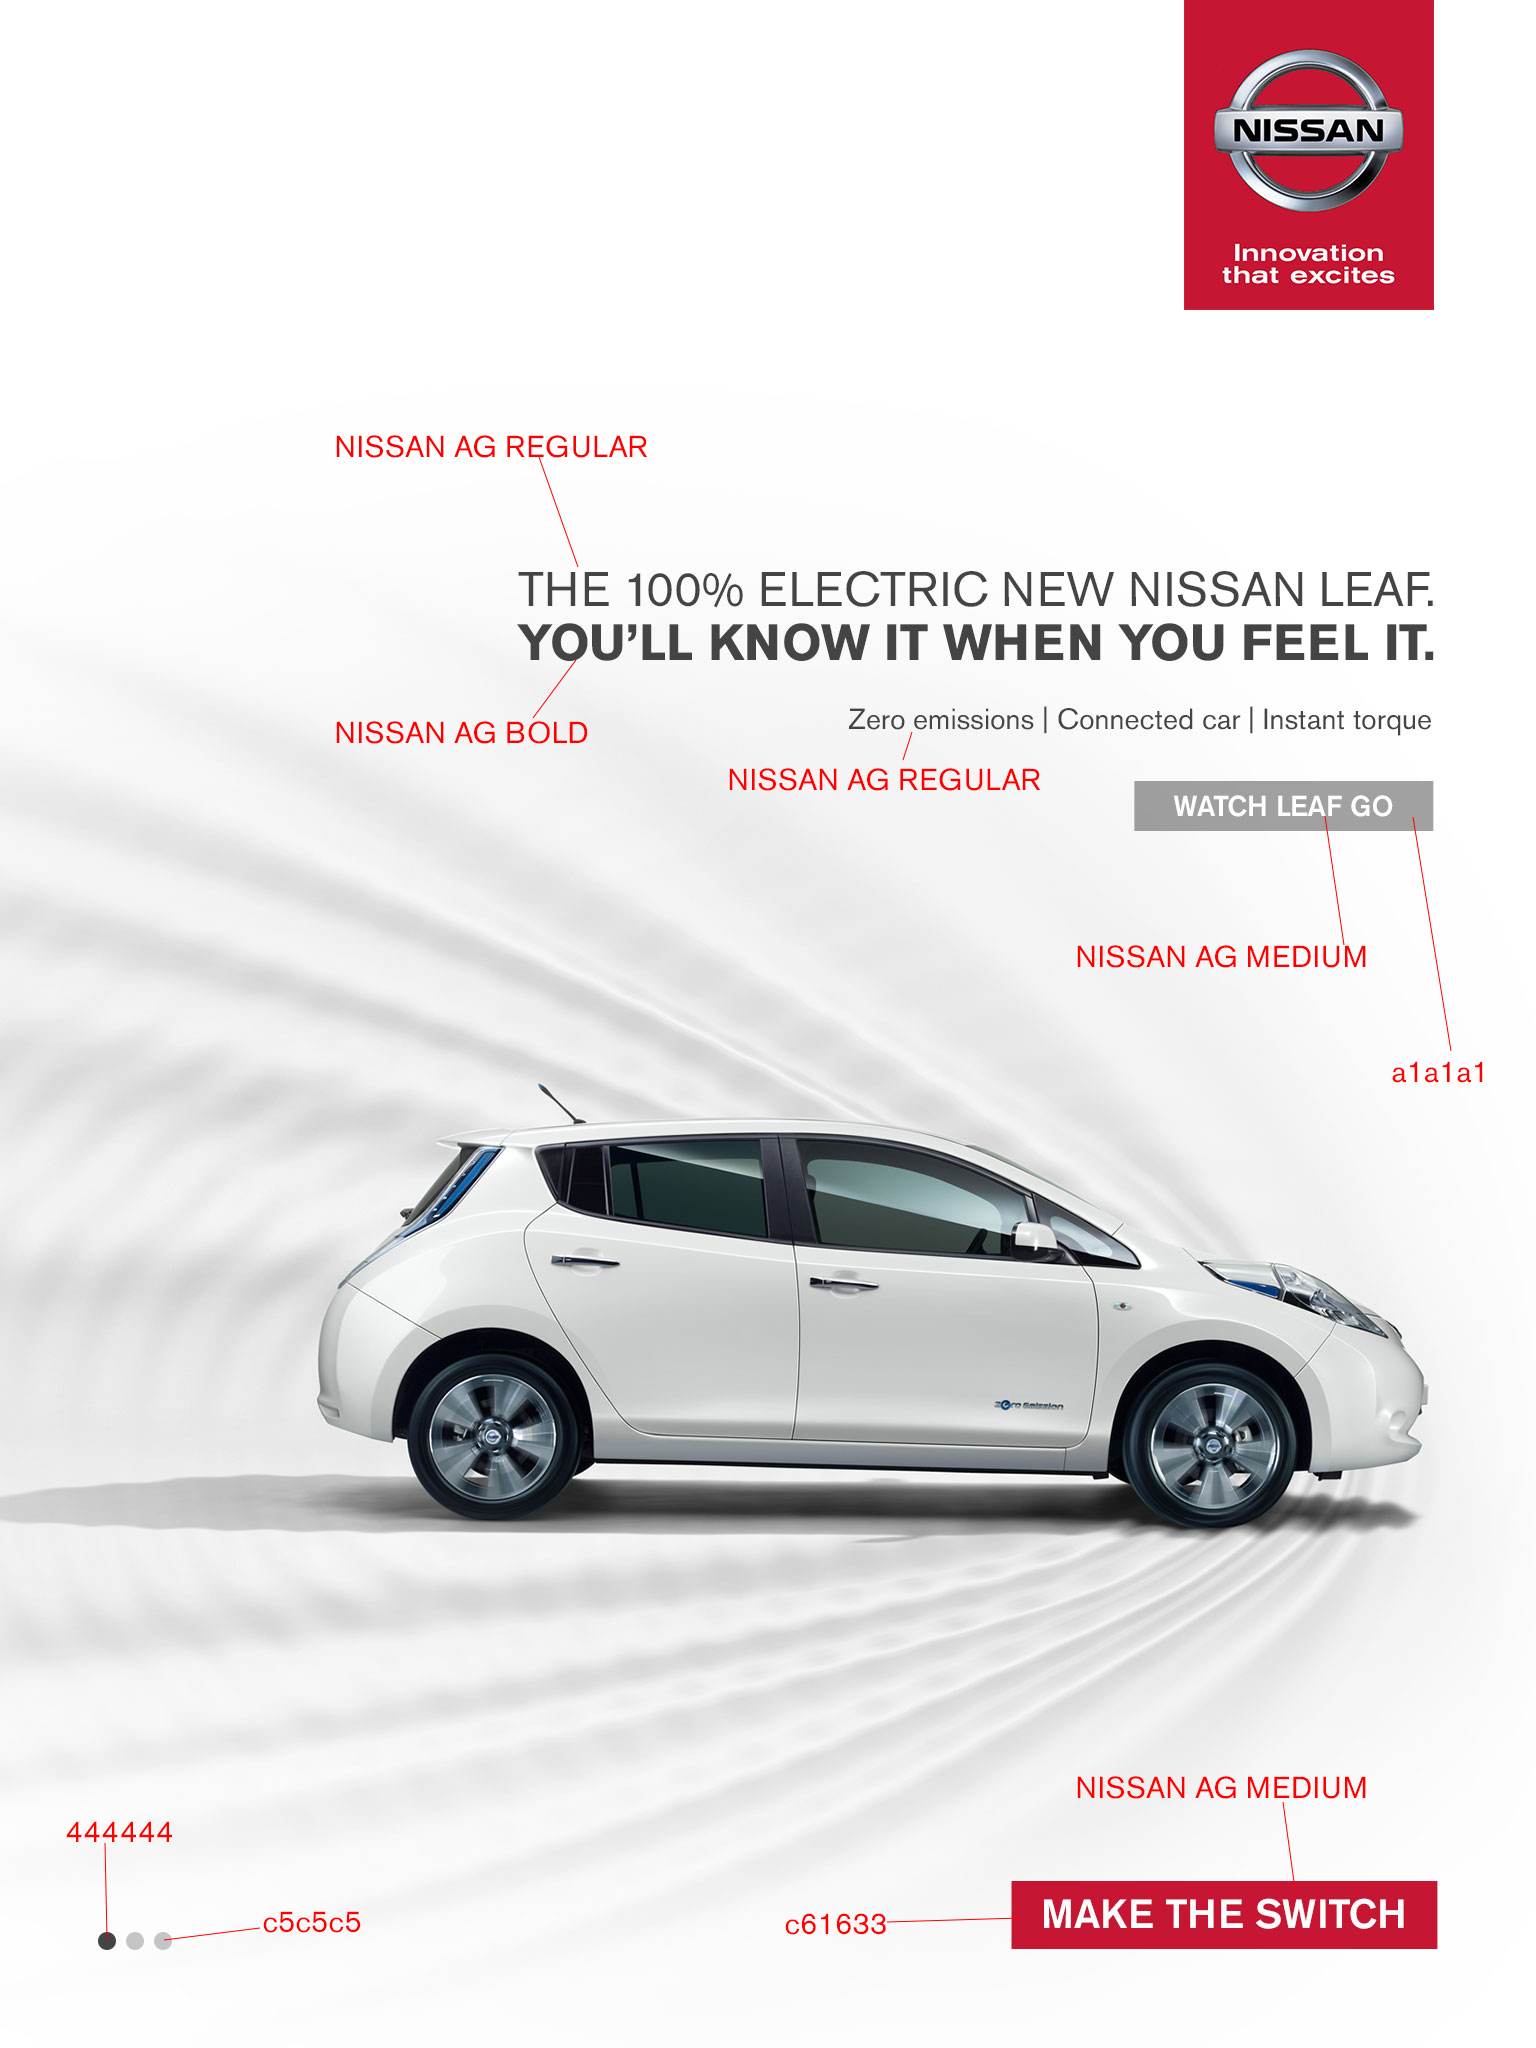 NISSAN
Innovation
that excites
NISSAN AG REGULAR
THE 100% ELECTRIC NEW NISSAN LEAF.
YOU’LL KNOW IT WHEN YOU FEEL IT.
Zero emissions | Connected car | Instant torque
NISSAN AG BOLD
NISSAN AG REGULAR
WATCH LEAF GO
NISSAN AG MEDIUM
a1a1a1
zero emission
NISSAN AG MEDIUM
444444
c5c5c5
c61633
MAKE THE SWITCH